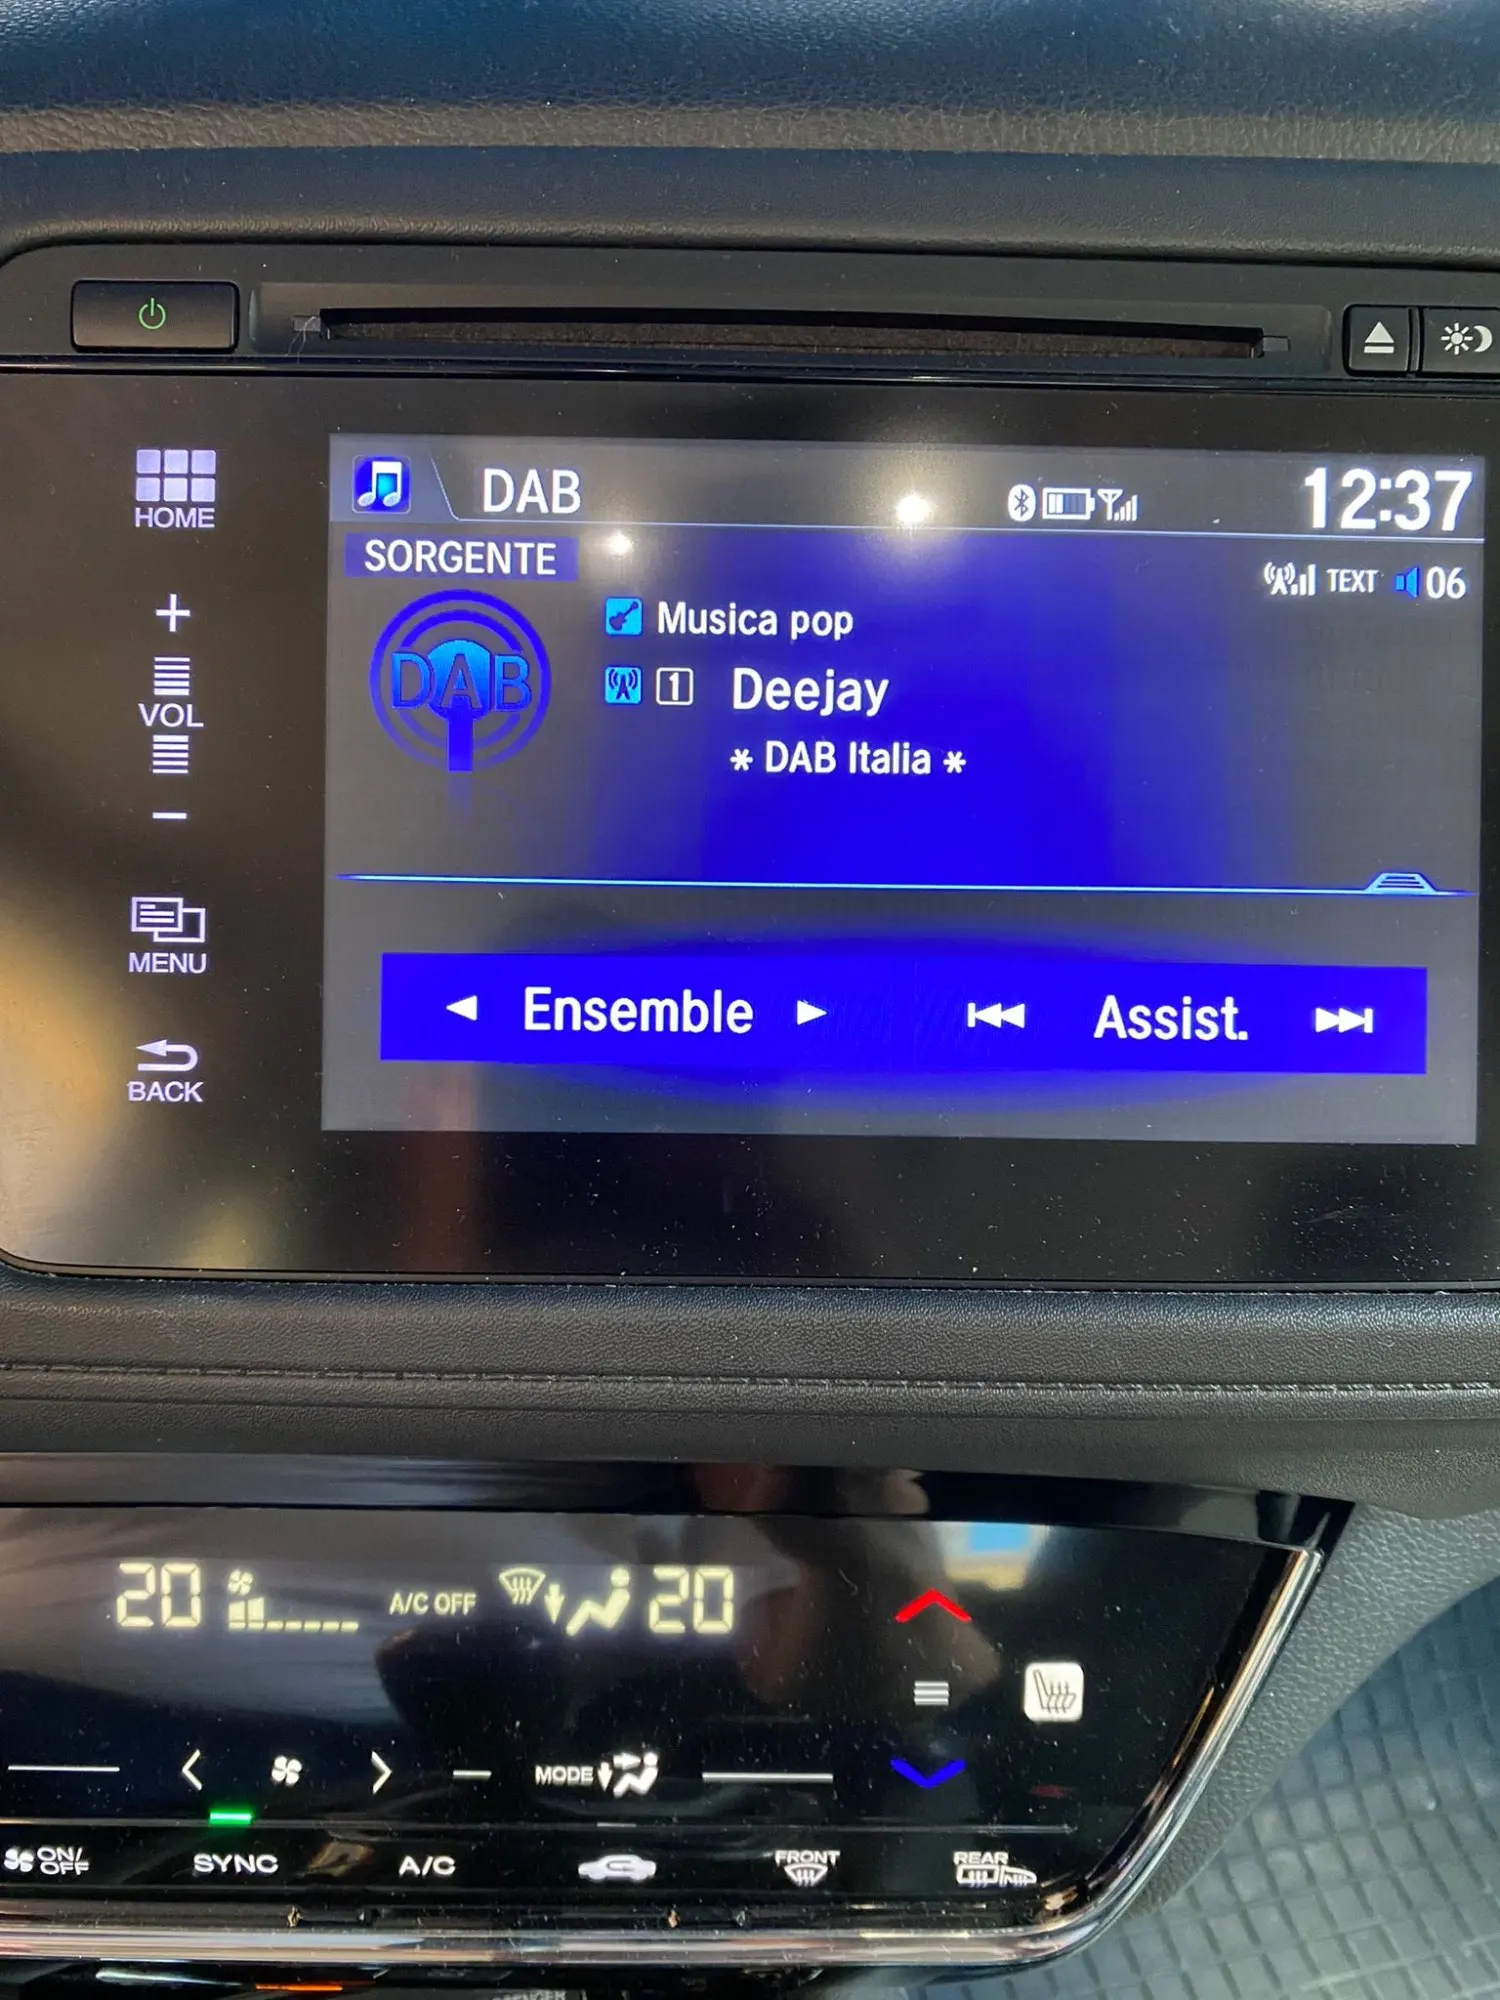 DAB
12:37
HOME
SORGENTE
TEXT 06
DAB
Musica pop
1 Deejay
* DAB Italia *
+
VOL
-
MENU
BACK
Ensemble
Assist.
20 A/C OFF 20
MODE
ON/OFF
SYNC
A/C
FRONT
REAR